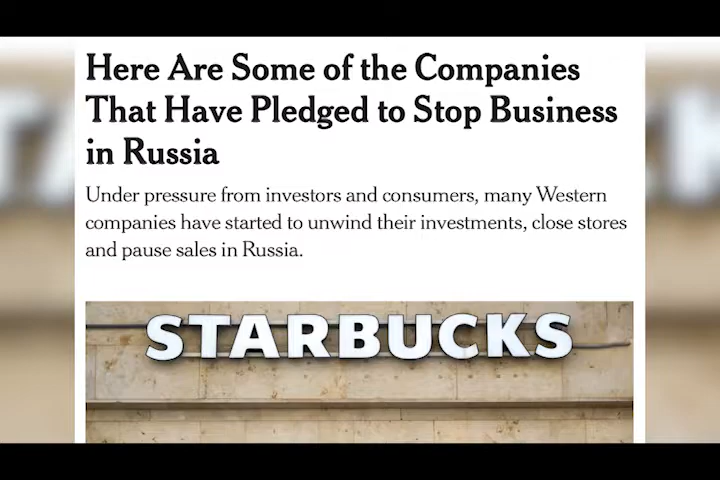 Here Are Some of the Companies
That Have Pledged to Stop Business
in Russia
Under pressure from investors and consumers, many Western
companies have started to unwind their investments, close stores
and pause sales in Russia.
STARBUCKS